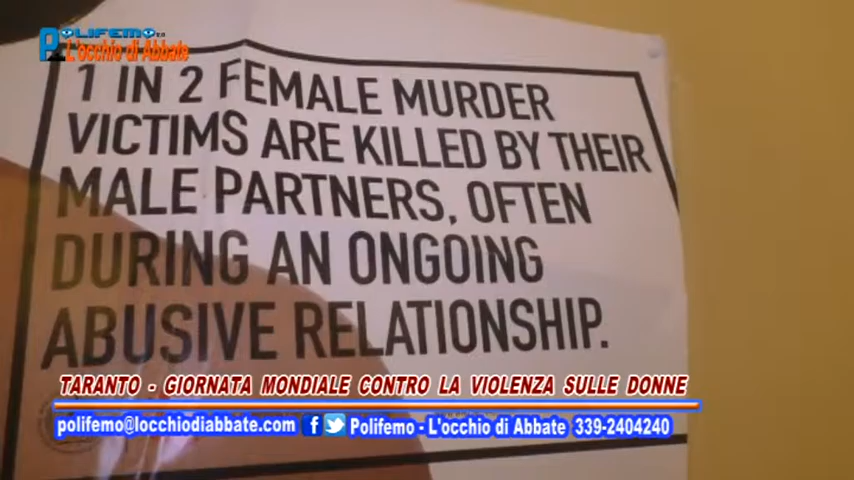 POLIFEMO 2.0
L'occhio di Abbate
1 IN 2 FEMALE MURDER
VICTIMS ARE KILLED BY THEIR
MALE PARTNERS, OFTEN
DURING AN ONGOING
ABUSIVE RELATIONSHIP.
TARANTO - GIORNATA MONDIALE CONTRO LA VIOLENZA SULLE DONNE
polifemo@locchiodiabbate.com f Polifemo - L'occhio di Abbate 339-2404240